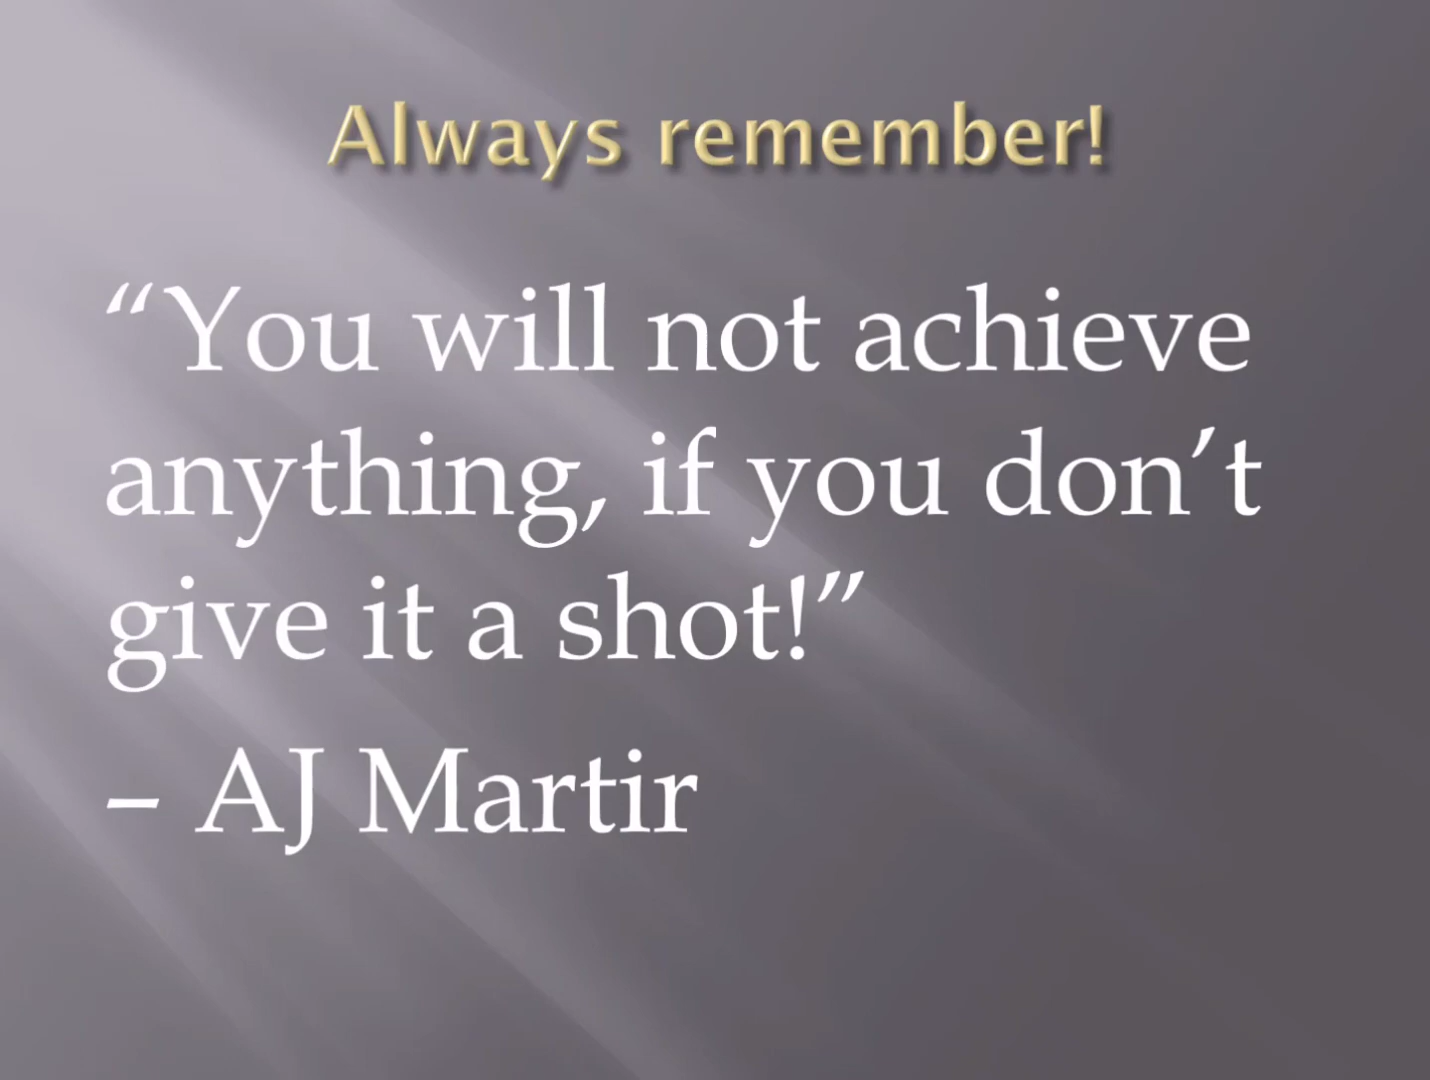 Always remember!
“You will not achieve
anything, if you don’t
give it a shot!”
– AJ Martir